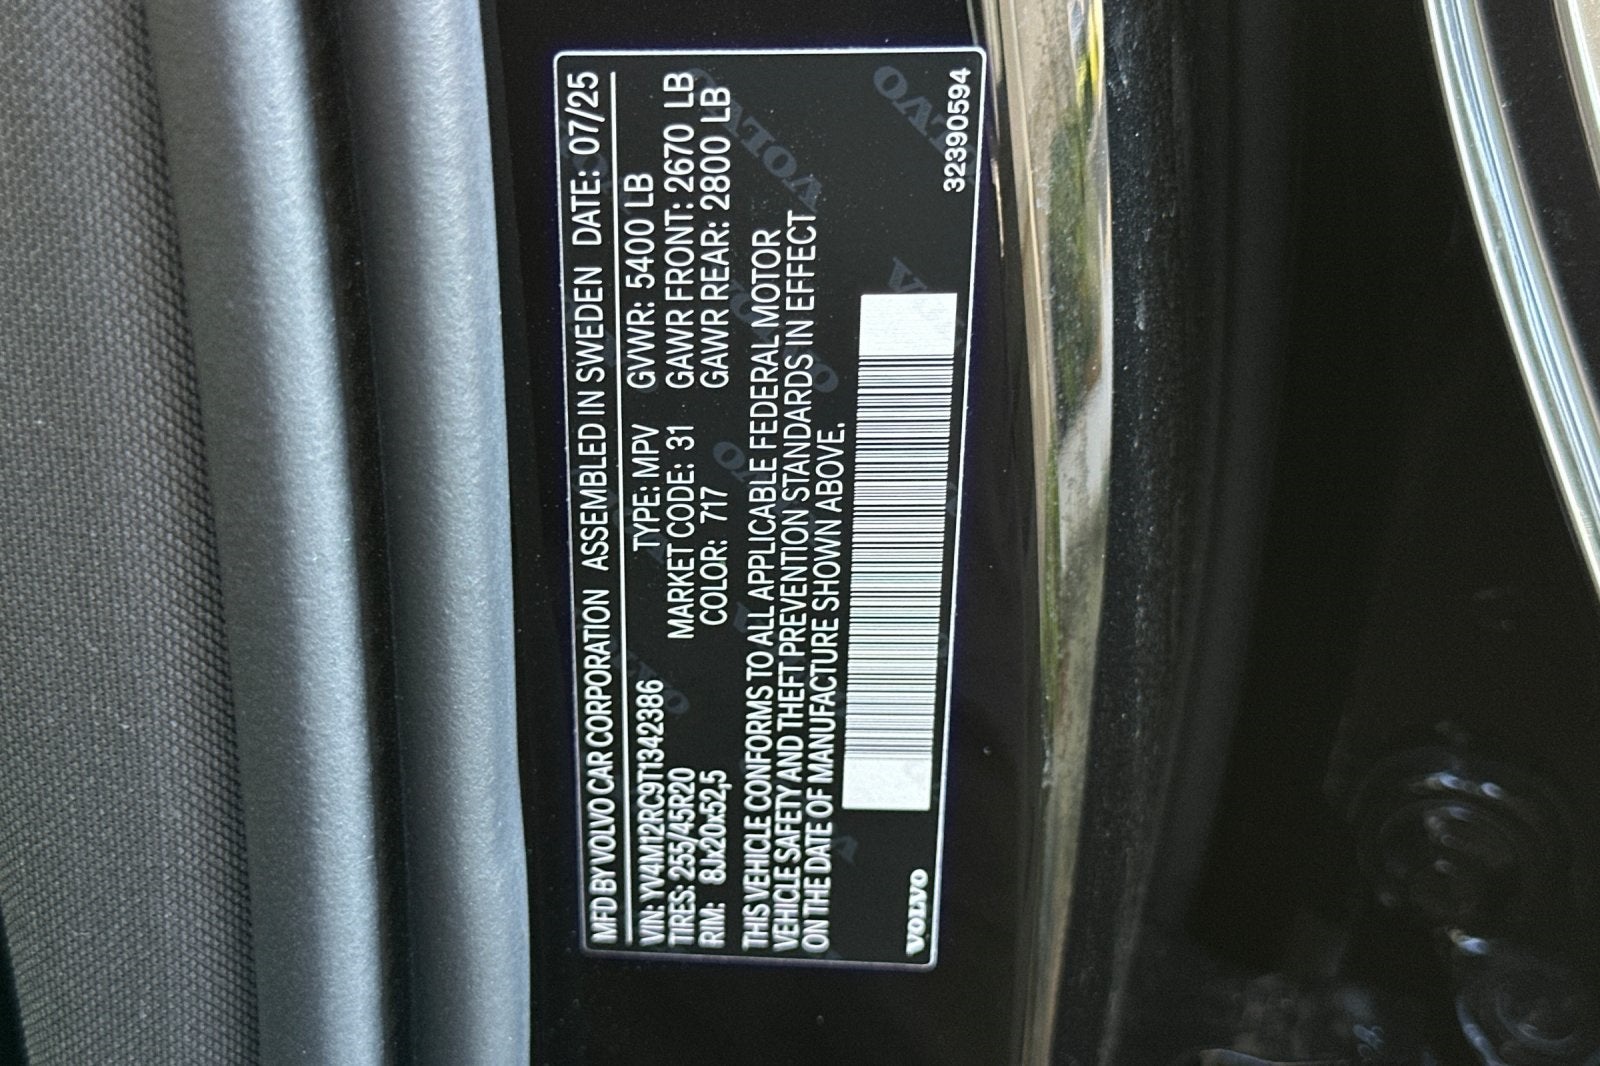 MFD BY VOLVO CAR CORPORATION ASSEMBLED IN SWEDEN DATE: 07/25
VIN: YV4M12RC9T1342386 TYPE: MPV GVWR: 5400 LB
TIRES: 255/45R20 MARKET CODE: 31 GAWR FRONT: 2670 LB
RIM: 8Jx20x52,5 COLOR: 717 GAWR REAR: 2800 LB
THIS VEHICLE CONFORMS TO ALL APPLICABLE FEDERAL MOTOR
VEHICLE SAFETY AND THEFT PREVENTION STANDARDS IN EFFECT
ON THE DATE OF MANUFACTURE SHOWN ABOVE.
VOLVO 32390594